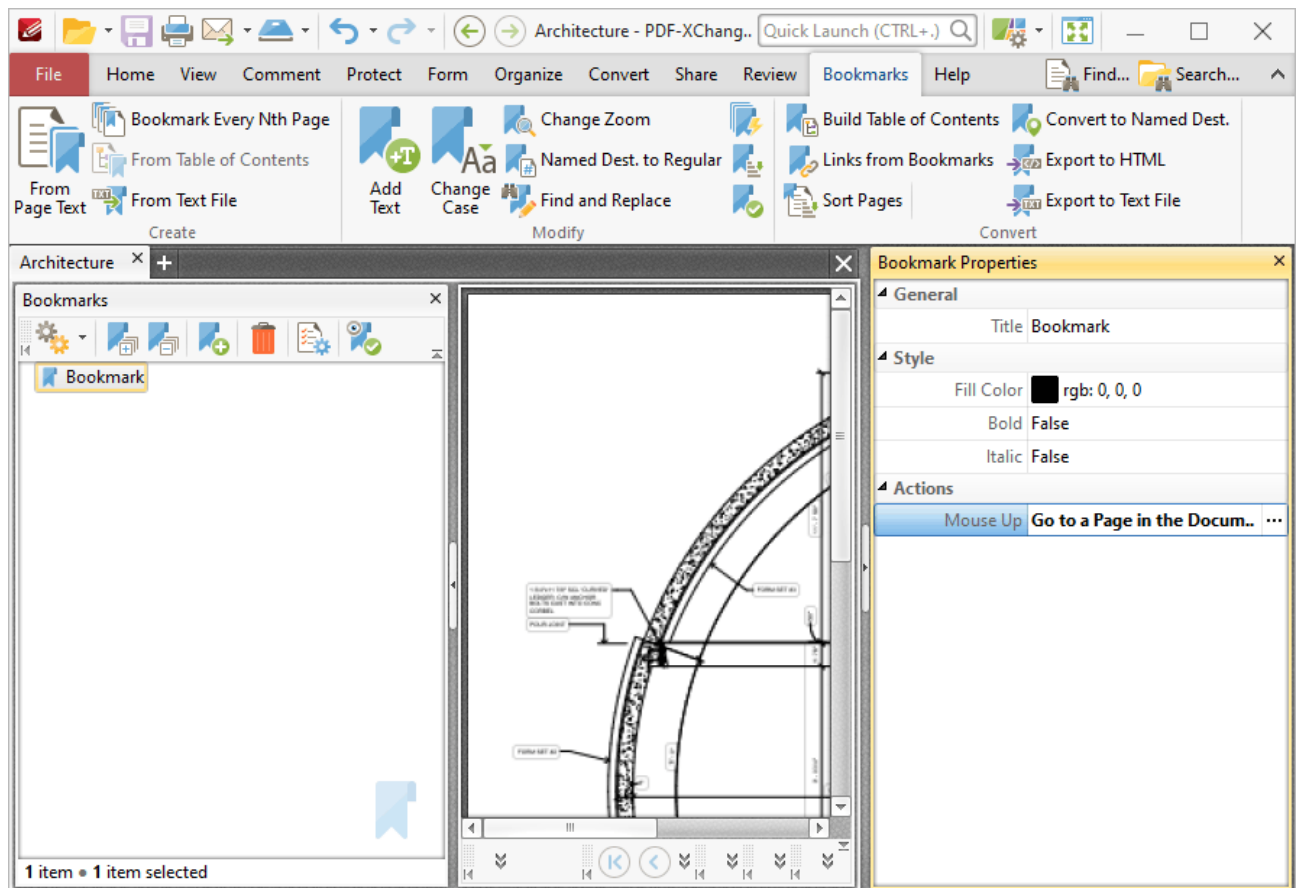 Architecture - PDF-XChang..
Quick Launch (CTRL+.)
File
Home
View
Comment
Protect
Form
Organize
Convert
Share
Review
Bookmarks
Help
Find...
Search...
From
Page Text
Bookmark Every Nth Page
From Table of Contents
From Text File
Create
Add
Text
Change
Case
Change Zoom
Named Dest. to Regular
Find and Replace
Modify
Build Table of Contents
Links from Bookmarks
Sort Pages
Convert to Named Dest.
Export to HTML
Export to Text File
Convert
Architecture
Bookmarks
Bookmark
1 item • 1 item selected
POUR JOINT
Bookmark Properties
General
Title Bookmark
Style
Fill Color rgb: 0, 0, 0
Bold False
Italic False
Actions
Mouse Up Go to a Page in the Docum.. ...